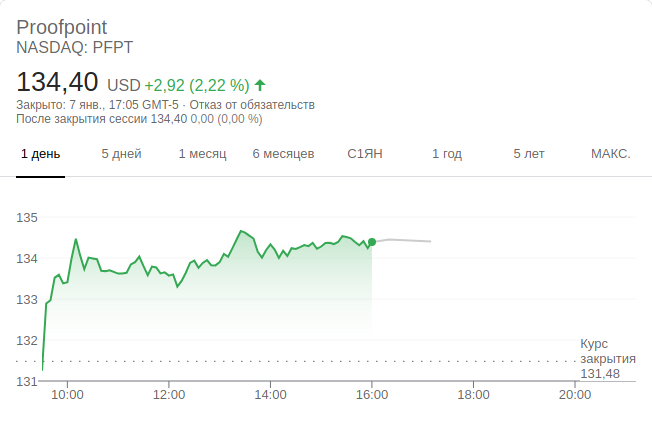 Proofpoint
NASDAQ: PFPT
134,40 USD +2,92 (2,22 %)
Закрыто: 7 янв., 17:05 GMT-5 · Отказ от обязательств
После закрытия сессии 134,40 0,00 (0,00 %)
1 день 5 дней 1 месяц 6 месяцев С1ЯН 1 год 5 лет МАКС.
135
134
133
132
Курс
закрытия
131,48
131
10:00 12:00 14:00 16:00 18:00 20:00